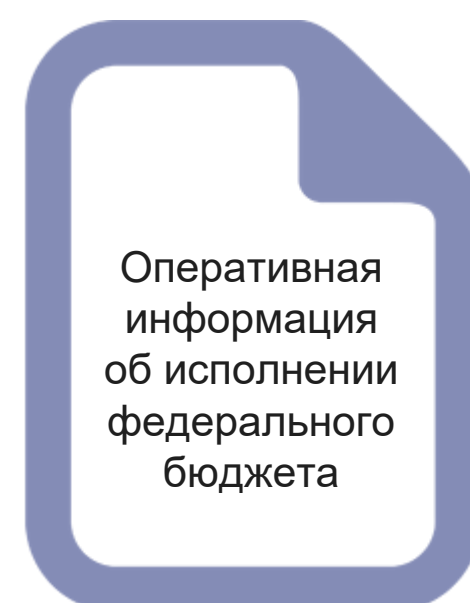 Оперативная
информация
об исполнении
федерального
бюджета